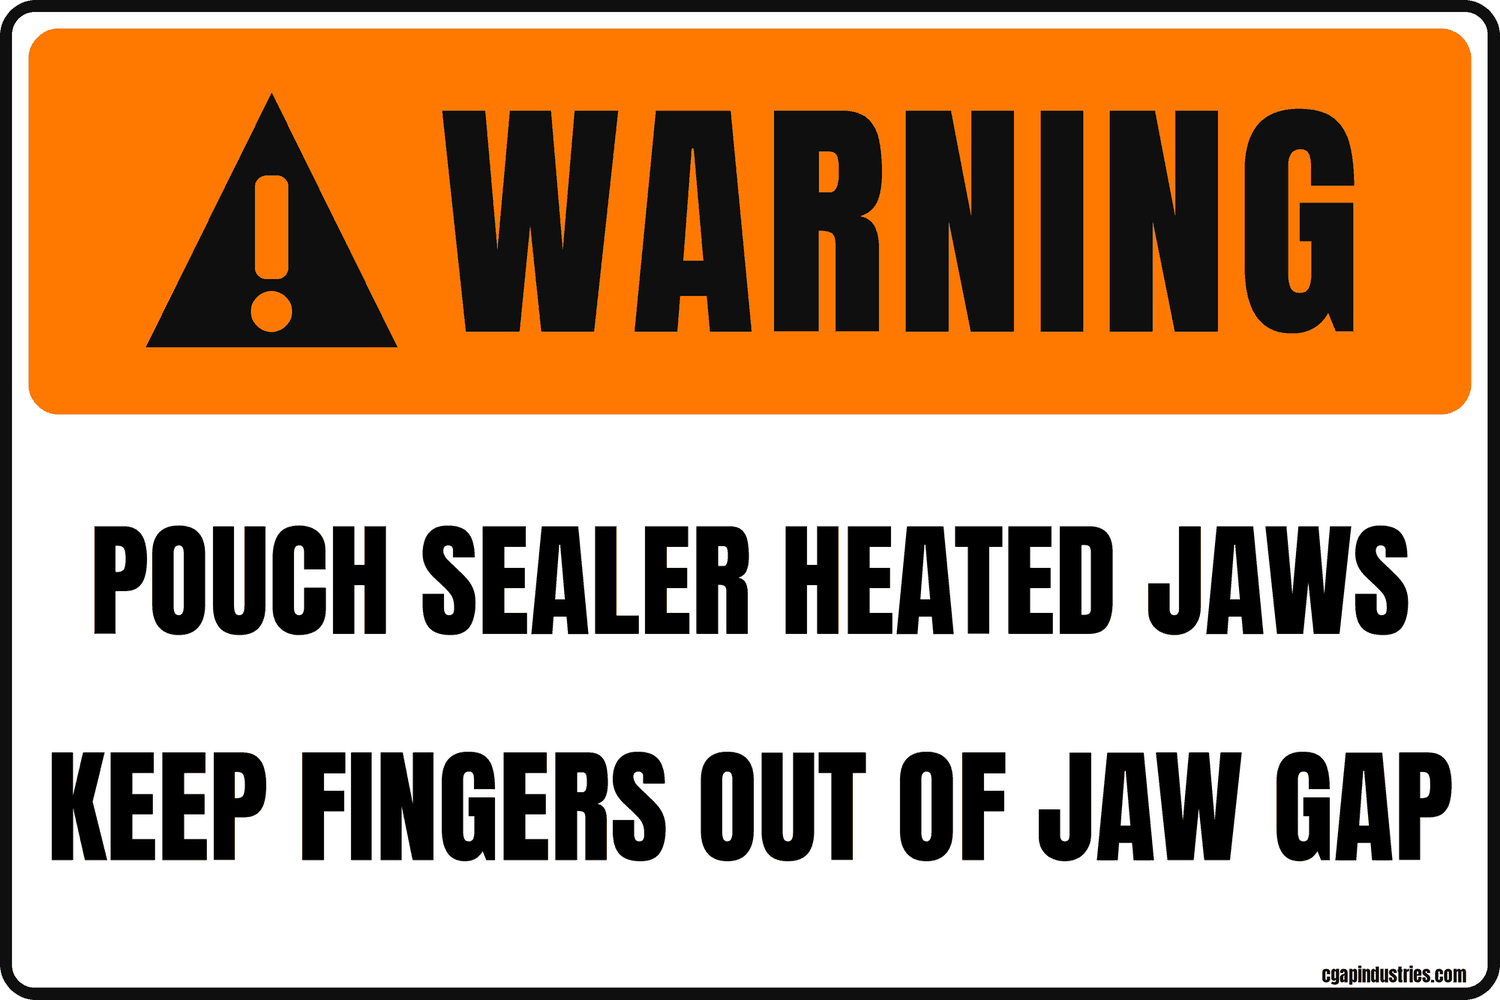 WARNING
POUCH SEALER HEATED JAWS
KEEP FINGERS OUT OF JAW GAP
cgapindustries.com